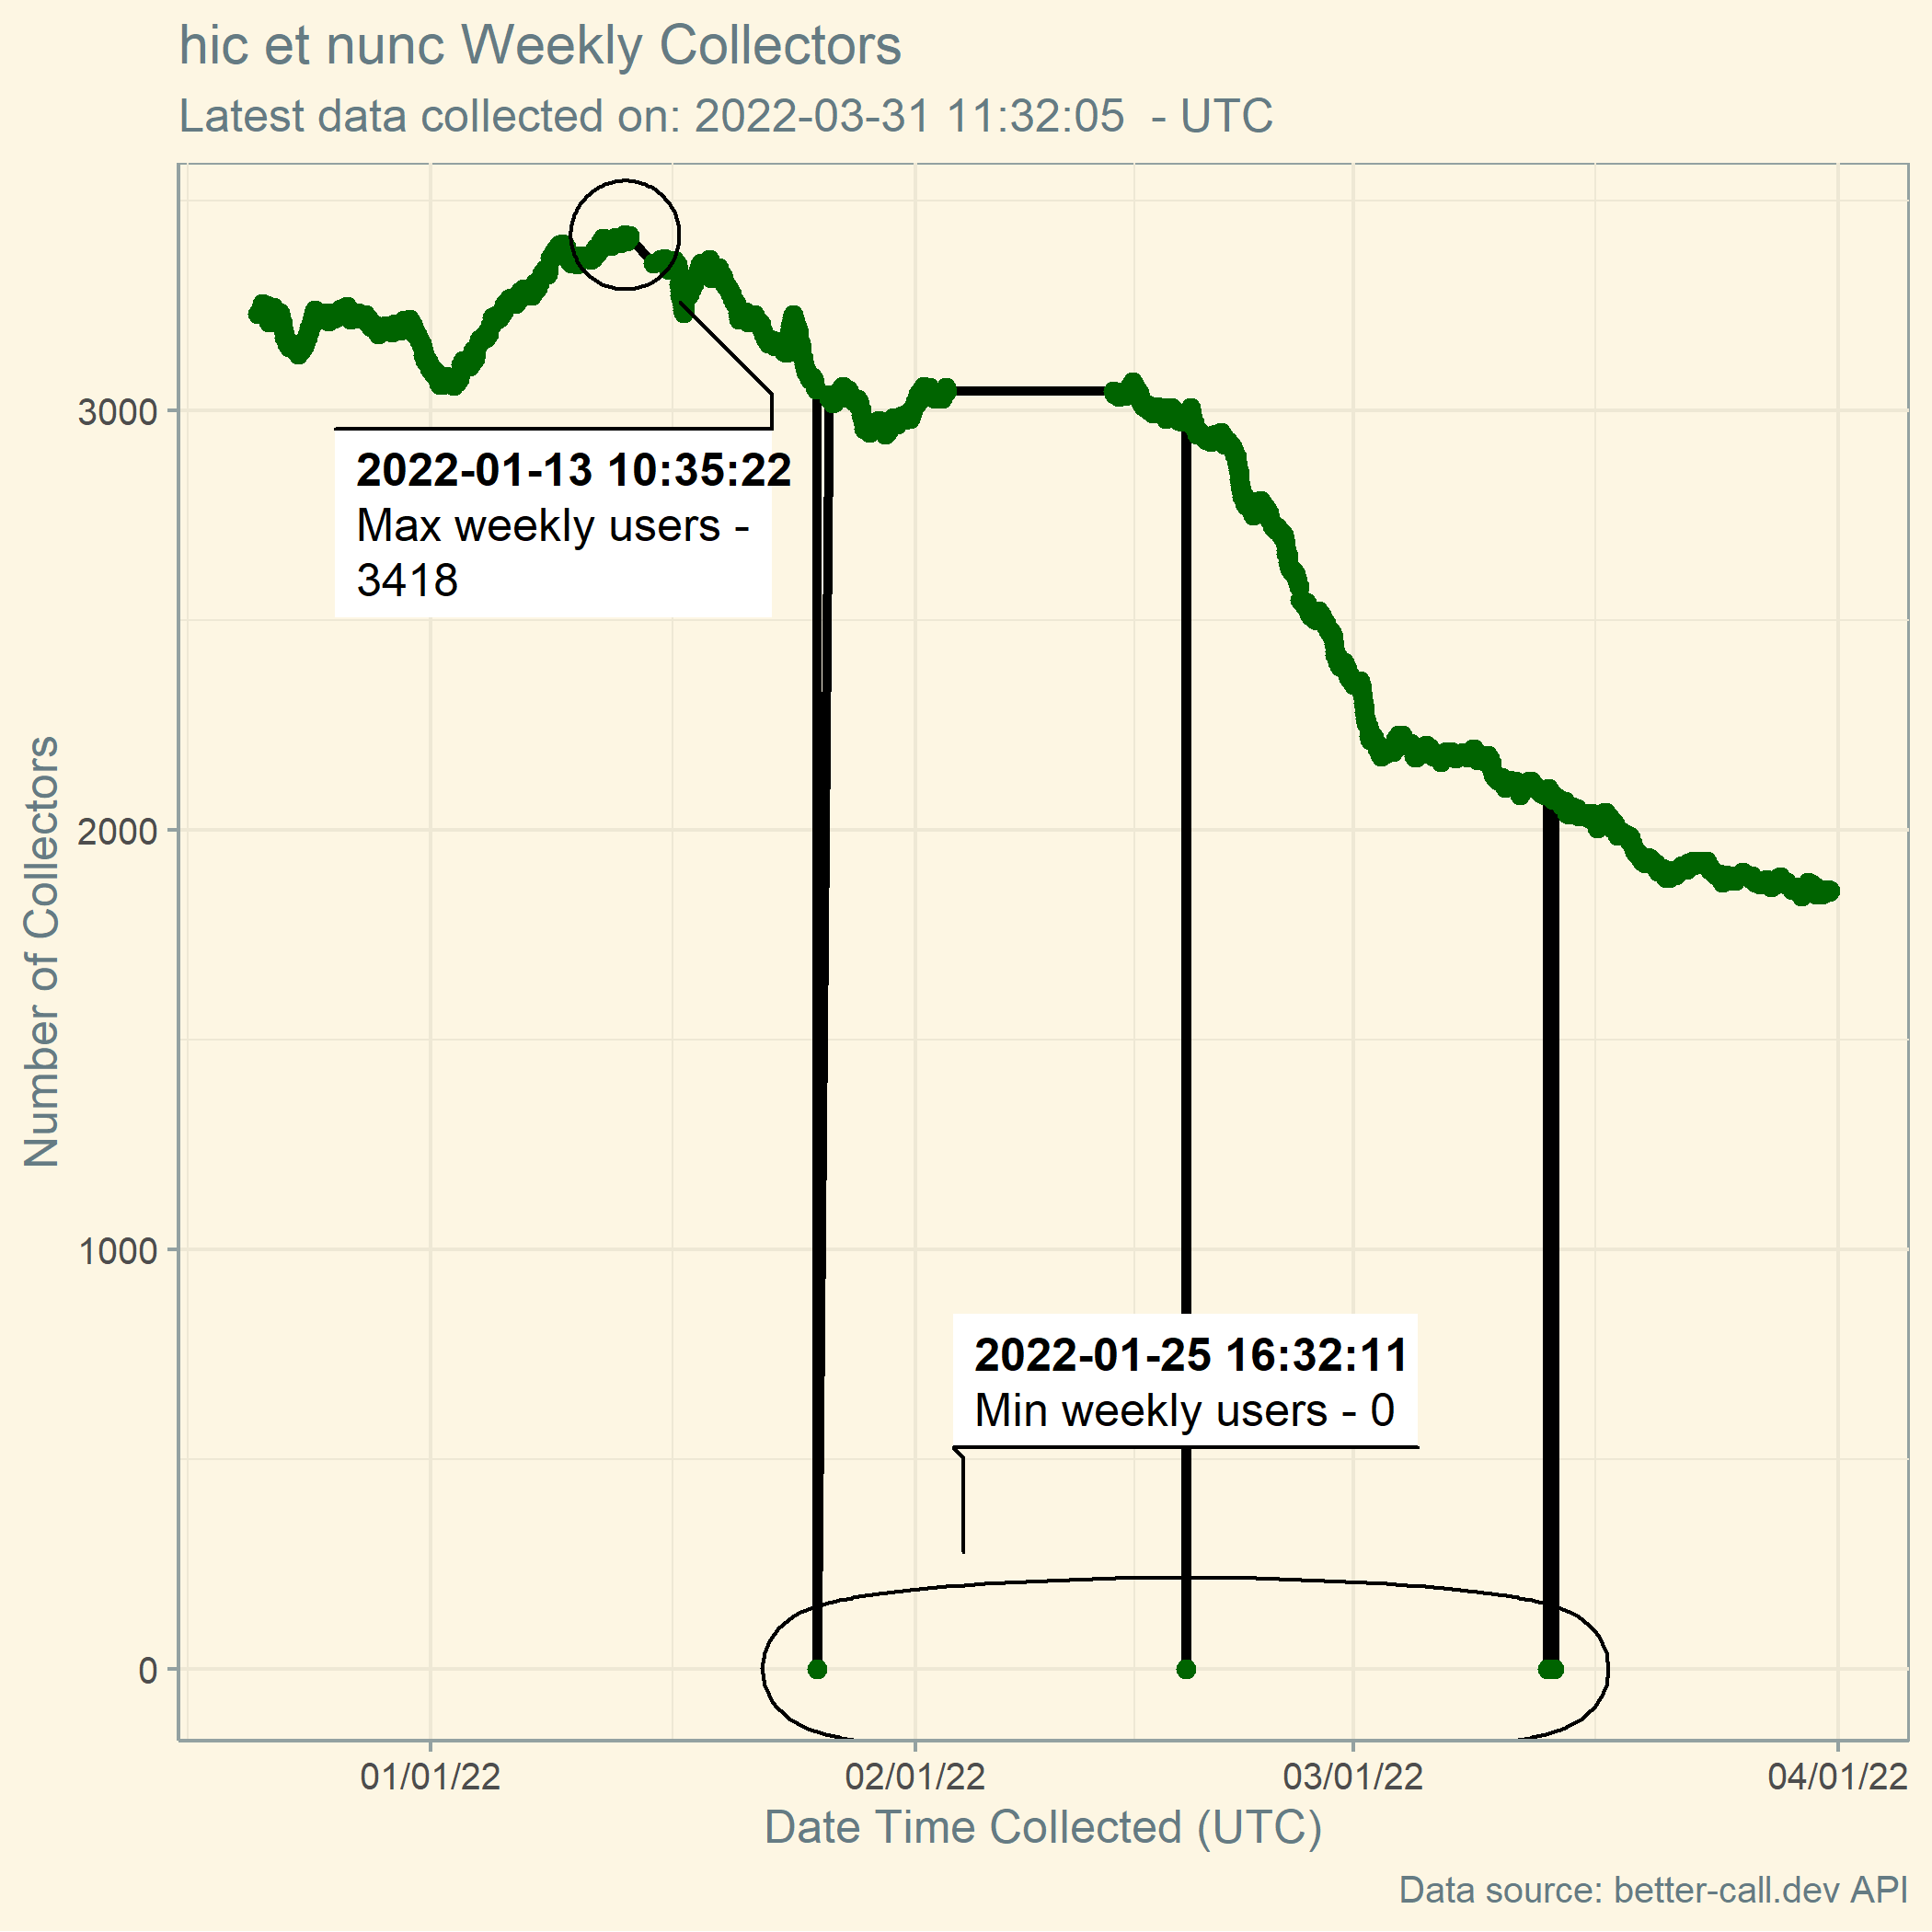 hic et nunc Weekly Collectors
Latest data collected on: 2022-03-31 11:32:05 - UTC
Number of Collectors
3000
2000
1000
0
2022-01-13 10:35:22
Max weekly users -
3418
2022-01-25 16:32:11
Min weekly users - 0
01/01/22
02/01/22
03/01/22
04/01/22
Date Time Collected (UTC)
Data source: better-call.dev API